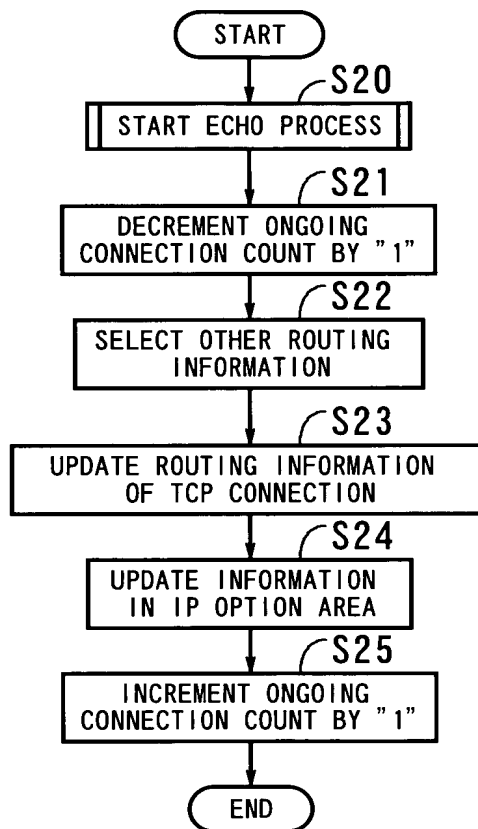 START
S20
START ECHO PROCESS
S21
DECREMENT ONGOING
CONNECTION COUNT BY "1"
S22
SELECT OTHER ROUTING
INFORMATION
S23
UPDATE ROUTING INFORMATION
OF TCP CONNECTION
S24
UPDATE INFORMATION
IN IP OPTION AREA
S25
INCREMENT ONGOING
CONNECTION COUNT BY "1"
END